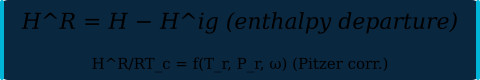 H^R = H − H^ig (enthalpy departure)
H^R/RT_c = f(T_r, P_r, ω) (Pitzer corr.)